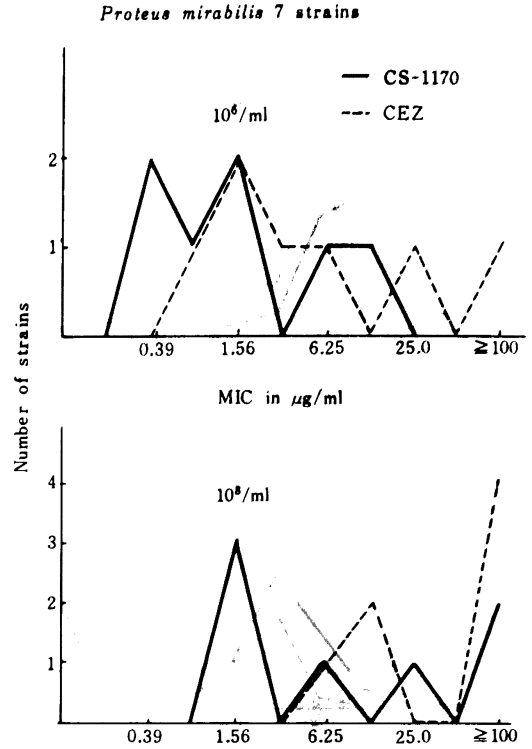 Proteus mirabilis 7 strains
CS-1170
CEZ
10⁶/ml
2
1
0.39 1.56 6.25 25.0 ≧100
MIC in μg/ml
Number of strains
10⁸/ml
4
3
2
1
0.39 1.56 6.25 25.0 ≧100